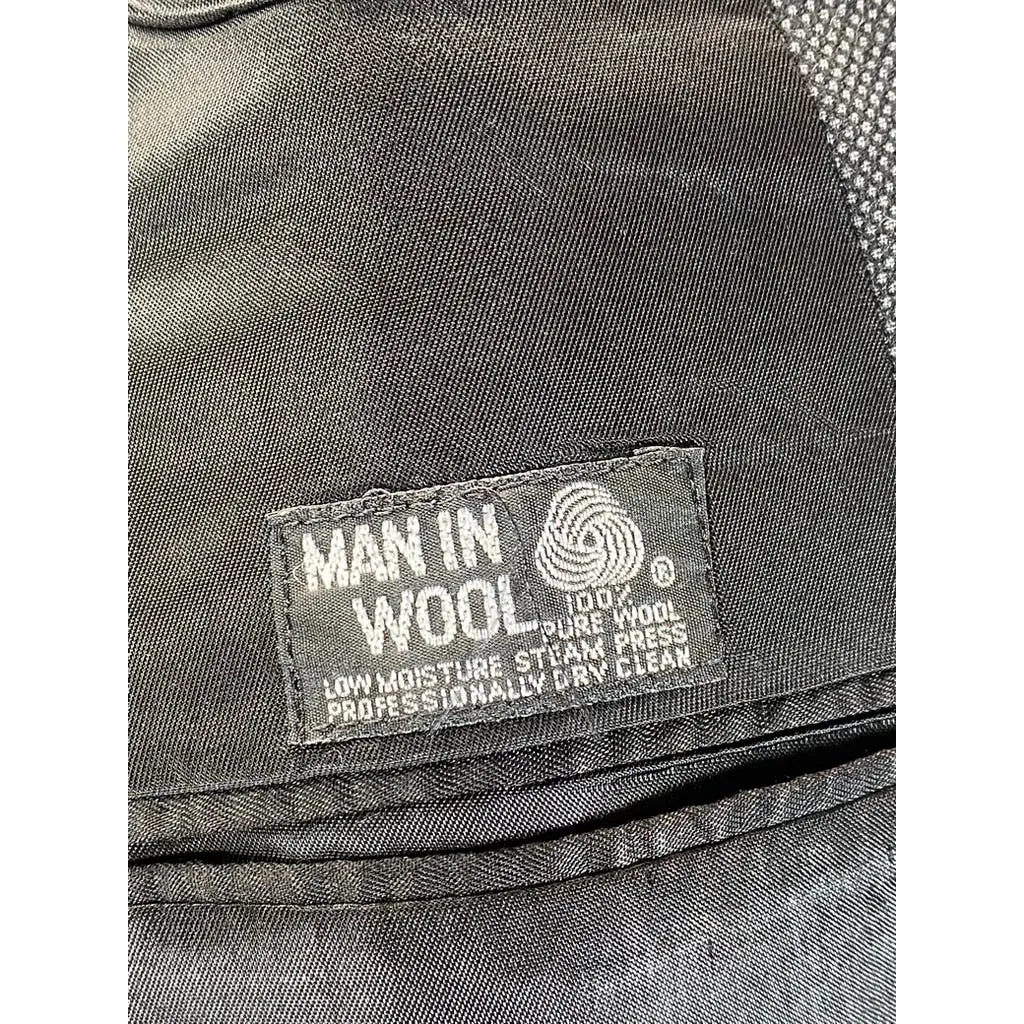 MAN IN
WOOL
®
100%
PURE WOOL
LOW MOISTURE STEAM PRESS
PROFESSIONALLY DRY CLEAN